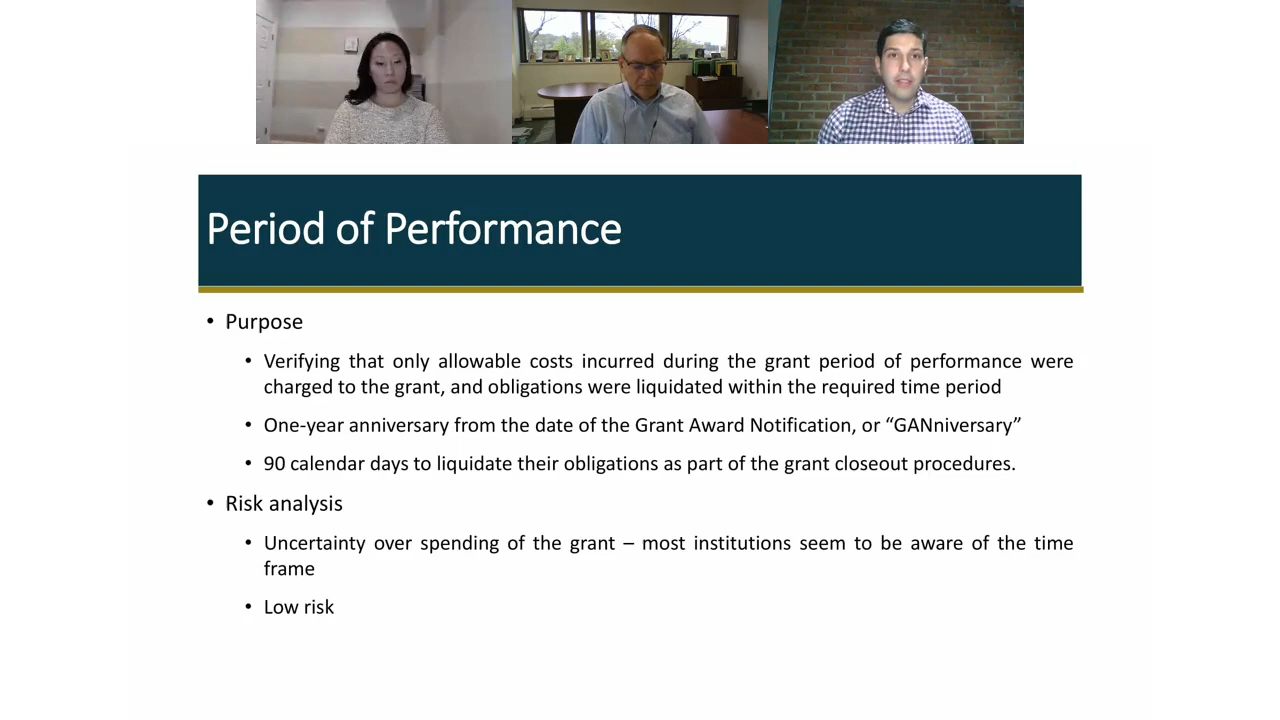 Period of Performance
• Purpose
• Verifying that only allowable costs incurred during the grant period of performance were
charged to the grant, and obligations were liquidated within the required time period
• One-year anniversary from the date of the Grant Award Notification, or “GANniversary”
• 90 calendar days to liquidate their obligations as part of the grant closeout procedures.
• Risk analysis
• Uncertainty over spending of the grant – most institutions seem to be aware of the time
frame
• Low risk